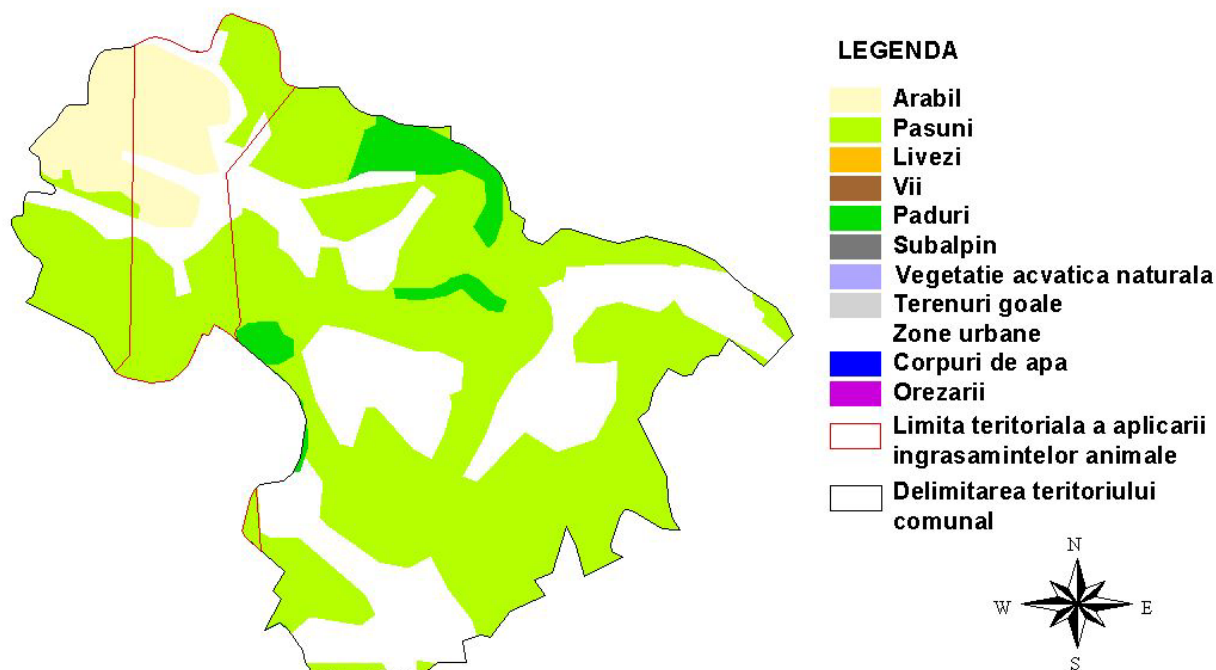 LEGENDA
Arabil
Pasuni
Livezi
Vii
Paduri
Subalpin
Vegetatie acvatica naturala
Terenuri goale
Zone urbane
Corpuri de apa
Orezarii
Limita teritoriala a aplicarii
ingrasamintelor animale
Delimitarea teritoriului
comunal
N
W E
S